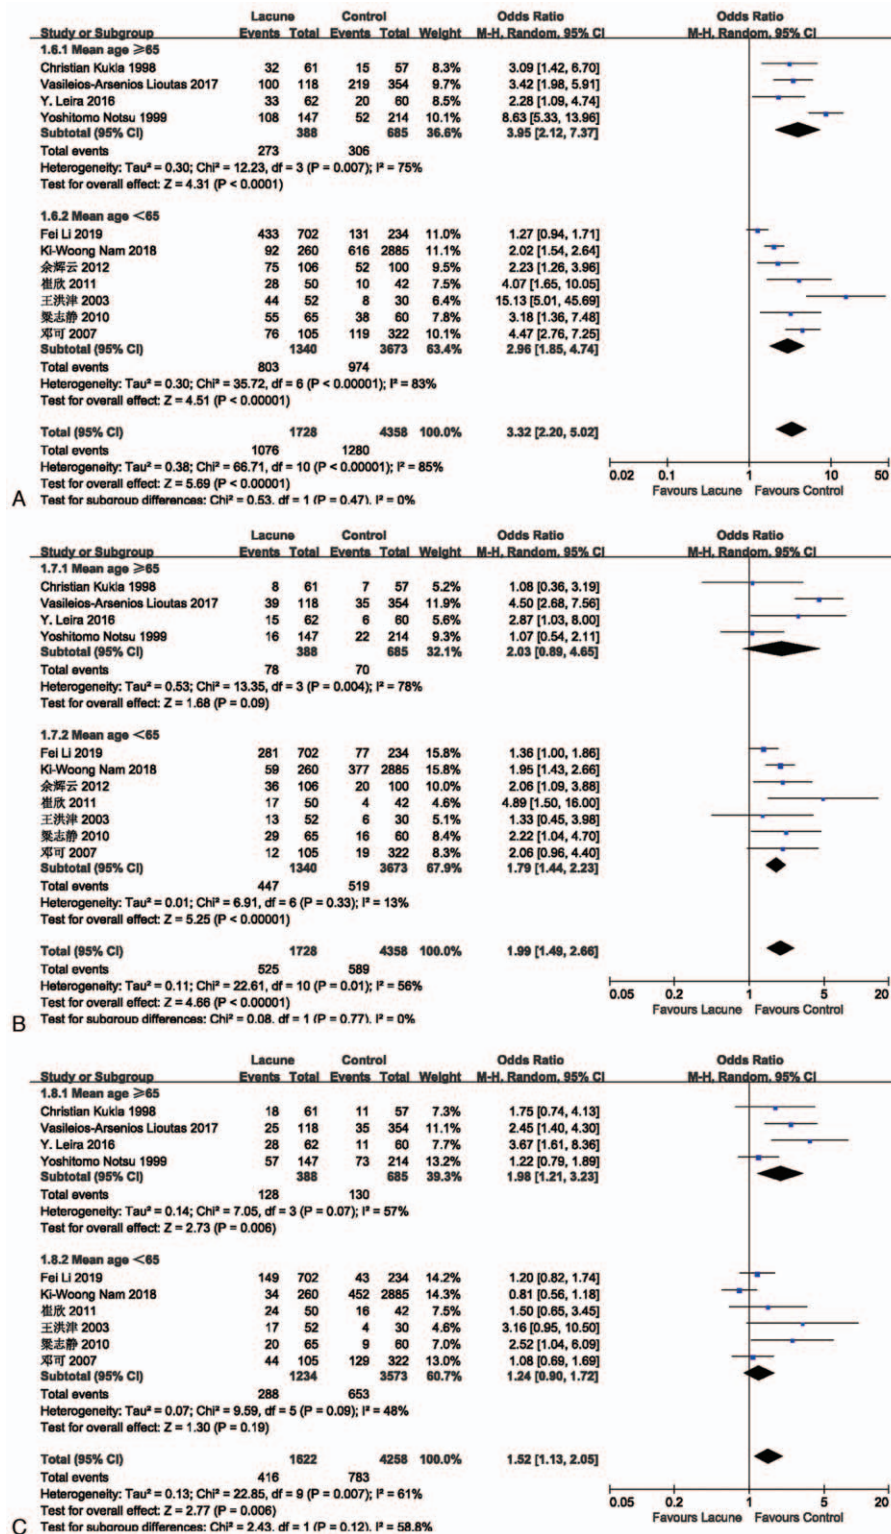 Lacune Control Odds Ratio Odds Ratio
Study or Subgroup Events Total Events Total Weight M-H. Random. 95% CI M-H. Random. 95% CI
1.6.1 Mean age ≥65
Christian Kukla 1998 32 61 15 57 8.3% 3.09 [1.42, 6.70]
Vasileios-Arsenios Lioutas 2017 100 118 219 354 9.7% 3.42 [1.98, 5.91]
Y. Leira 2016 33 62 20 60 8.5% 2.28 [1.09, 4.74]
Yoshitomo Notsu 1999 108 147 52 214 10.1% 8.63 [5.33, 13.96]
Subtotal (95% CI) 388 685 36.6% 3.95 [2.12, 7.37]
Total events 273 306
Heterogeneity: Tau² = 0.30; Chi² = 12.23, df = 3 (P = 0.007); I² = 75%
Test for overall effect: Z = 4.31 (P < 0.0001)
1.6.2 Mean age <65
Fei Li 2019 433 702 131 234 11.0% 1.27 [0.94, 1.71]
Ki-Woong Nam 2018 92 260 616 2885 11.1% 2.02 [1.54, 2.64]
余辉云 2012 75 106 52 100 9.5% 2.23 [1.26, 3.96]
崔欣 2011 28 50 10 42 7.5% 4.07 [1.65, 10.05]
王洪津 2003 44 52 8 30 6.4% 15.13 [5.01, 45.69]
梁志静 2010 55 65 38 60 7.8% 3.18 [1.36, 7.48]
邓可 2007 76 105 119 322 10.1% 4.47 [2.76, 7.25]
Subtotal (95% CI) 1340 3673 63.4% 2.96 [1.85, 4.74]
Total events 803 974
Heterogeneity: Tau² = 0.30; Chi² = 35.72, df = 6 (P < 0.00001); I² = 83%
Test for overall effect: Z = 4.51 (P < 0.00001)
Total (95% CI) 1728 4358 100.0% 3.32 [2.20, 5.02]
Total events 1076 1280
Heterogeneity: Tau² = 0.38; Chi² = 66.71, df = 10 (P < 0.00001); I² = 85%
Test for overall effect: Z = 5.69 (P < 0.00001)
Test for subgroup differences: Chi² = 0.53. df = 1 (P = 0.47). I² = 0%
0.02 0.1 1 10 50
Favours Lacune Favours Control
A
Lacune Control Odds Ratio Odds Ratio
Study or Subgroup Events Total Events Total Weight M-H. Random. 95% CI M-H. Random. 95% CI
1.7.1 Mean age ≥65
Christian Kukla 1998 8 61 7 57 5.2% 1.08 [0.36, 3.19]
Vasileios-Arsenios Lioutas 2017 39 118 35 354 11.9% 4.50 [2.68, 7.56]
Y. Leira 2016 15 62 6 60 5.6% 2.87 [1.03, 8.00]
Yoshitomo Notsu 1999 16 147 22 214 9.3% 1.07 [0.54, 2.11]
Subtotal (95% CI) 388 685 32.1% 2.03 [0.89, 4.65]
Total events 78 70
Heterogeneity: Tau² = 0.53; Chi² = 13.35, df = 3 (P = 0.004); I² = 78%
Test for overall effect: Z = 1.68 (P = 0.09)
1.7.2 Mean age <65
Fei Li 2019 281 702 77 234 15.8% 1.36 [1.00, 1.86]
Ki-Woong Nam 2018 59 260 377 2885 15.8% 1.95 [1.43, 2.66]
余辉云 2012 36 106 20 100 10.0% 2.06 [1.09, 3.88]
崔欣 2011 17 50 4 42 4.6% 4.89 [1.50, 16.00]
王洪津 2003 13 52 6 30 5.1% 1.33 [0.45, 3.98]
梁志静 2010 29 65 16 60 8.4% 2.22 [1.04, 4.70]
邓可 2007 12 105 19 322 8.3% 2.06 [0.96, 4.40]
Subtotal (95% CI) 1340 3673 67.9% 1.79 [1.44, 2.23]
Total events 447 519
Heterogeneity: Tau² = 0.01; Chi² = 6.91, df = 6 (P = 0.33); I² = 13%
Test for overall effect: Z = 5.25 (P < 0.00001)
Total (95% CI) 1728 4358 100.0% 1.99 [1.49, 2.66]
Total events 525 589
Heterogeneity: Tau² = 0.11; Chi² = 22.61, df = 10 (P = 0.01); I² = 56%
Test for overall effect: Z = 4.66 (P < 0.00001)
Test for subgroup differences: Chi² = 0.08. df = 1 (P = 0.77). I² = 0%
0.05 0.2 1 5 20
Favours Lacune Favours Control
B
Lacune Control Odds Ratio Odds Ratio
Study or Subgroup Events Total Events Total Weight M-H. Random. 95% CI M-H. Random. 95% CI
1.8.1 Mean age ≥65
Christian Kukla 1998 18 61 11 57 7.3% 1.75 [0.74, 4.13]
Vasileios-Arsenios Lioutas 2017 25 118 35 354 11.1% 2.45 [1.40, 4.30]
Y. Leira 2016 28 62 11 60 7.7% 3.67 [1.61, 8.36]
Yoshitomo Notsu 1999 57 147 73 214 13.2% 1.22 [0.79, 1.89]
Subtotal (95% CI) 388 685 39.3% 1.98 [1.21, 3.23]
Total events 128 130
Heterogeneity: Tau² = 0.14; Chi² = 7.05, df = 3 (P = 0.07); I² = 57%
Test for overall effect: Z = 2.73 (P = 0.006)
1.8.2 Mean age <65
Fei Li 2019 149 702 43 234 14.2% 1.20 [0.82, 1.74]
Ki-Woong Nam 2018 34 260 452 2885 14.3% 0.81 [0.56, 1.18]
崔欣 2011 24 50 16 42 7.5% 1.50 [0.65, 3.45]
王洪津 2003 17 52 4 30 4.6% 3.16 [0.95, 10.50]
梁志静 2010 20 65 9 60 7.0% 2.52 [1.04, 6.09]
邓可 2007 44 105 129 322 13.0% 1.08 [0.69, 1.69]
Subtotal (95% CI) 1234 3573 60.7% 1.24 [0.90, 1.72]
Total events 288 653
Heterogeneity: Tau² = 0.07; Chi² = 9.59, df = 5 (P = 0.09); I² = 48%
Test for overall effect: Z = 1.30 (P = 0.19)
Total (95% CI) 1622 4258 100.0% 1.52 [1.13, 2.05]
Total events 416 783
Heterogeneity: Tau² = 0.13; Chi² = 22.85, df = 9 (P = 0.007); I² = 61%
Test for overall effect: Z = 2.77 (P = 0.006)
Test for subgroup differences: Chi² = 2.43. df = 1 (P = 0.12). I² = 58.8%
0.05 0.2 1 5 20
Favours Lacune Favours Control
C